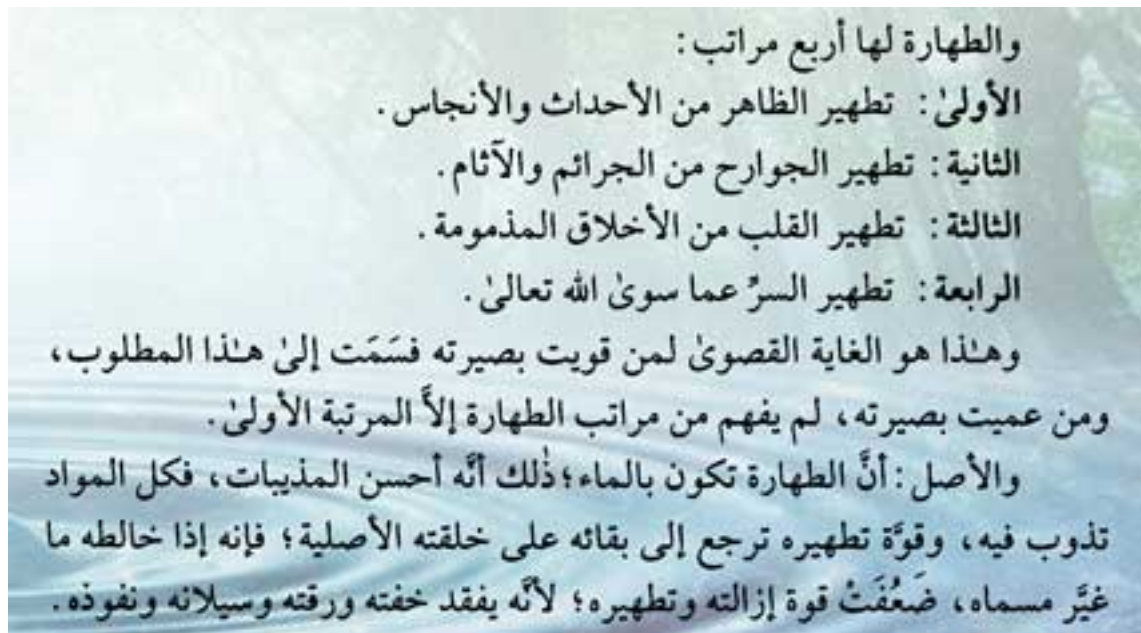 والطهارة لها أربع مراتب:
الأولىٰ: تطهير الظاهر من الأحداث والأنجاس.
الثانية: تطهير الجوارح من الجرائم والآثام.
الثالثة: تطهير القلب من الأخلاق المذمومة.
الرابعة: تطهير السرِّ عما سوىٰ الله تعالىٰ.
وهـٰذا هو الغاية القصوىٰ لمن قويت بصيرته فسَمَت إلىٰ هـٰذا المطلوب،
ومن عميت بصيرته، لم يفهم من مراتب الطهارة إلاَّ المرتبة الأولىٰ.
والأصل: أنَّ الطهارة تكون بالماء؛ ذٰلك أنَّه أحسن المذيبات، فكل المواد
تذوب فيه، وقوَّة تطهيره ترجع إلى بقائه على خلقته الأصلية؛ فإنه إذا خالطه ما
غيَّر مسماه، ضَعُفَتْ قوة إزالته وتطهيره؛ لأنَّه يفقد خفته ورقته وسيلانه ونفوذه.